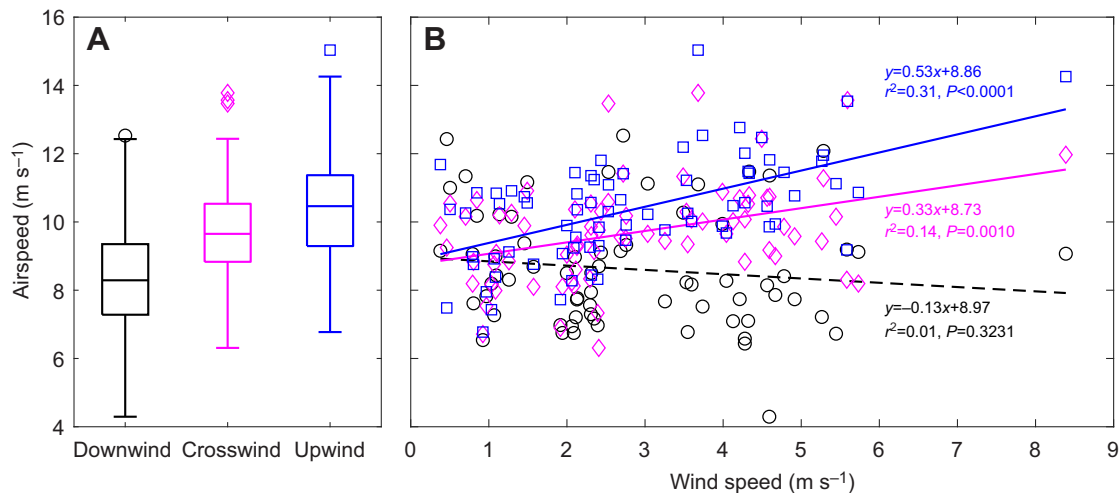 A
B
Airspeed (m s⁻¹)
16
14
12
10
8
6
4
Downwind Crosswind Upwind
y=0.53x+8.86
r²=0.31, P<0.0001
y=0.33x+8.73
r²=0.14, P=0.0010
y=–0.13x+8.97
r²=0.01, P=0.3231
0 1 2 3 4 5 6 7 8 9
Wind speed (m s⁻¹)